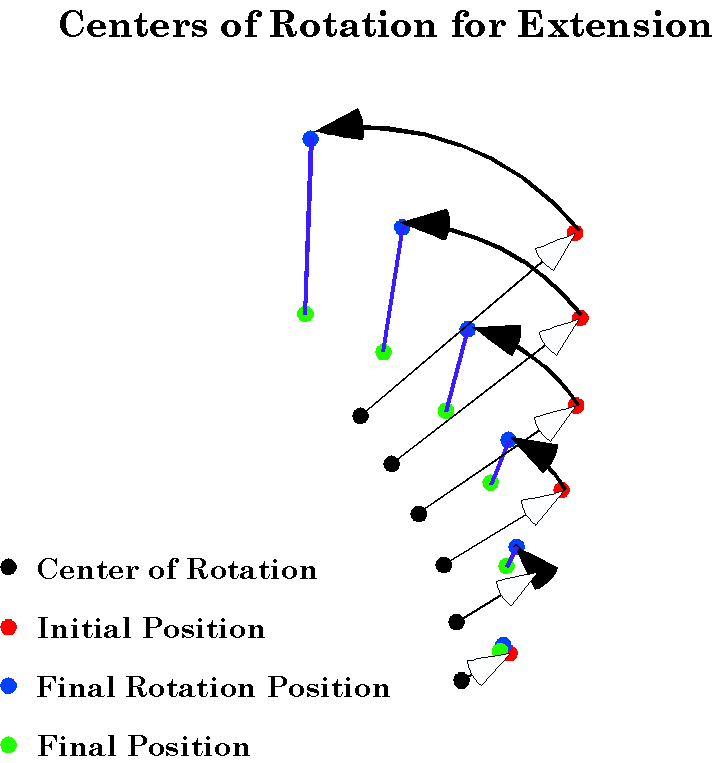 Centers of Rotation for Extension
Center of Rotation
Initial Position
Final Rotation Position
Final Position